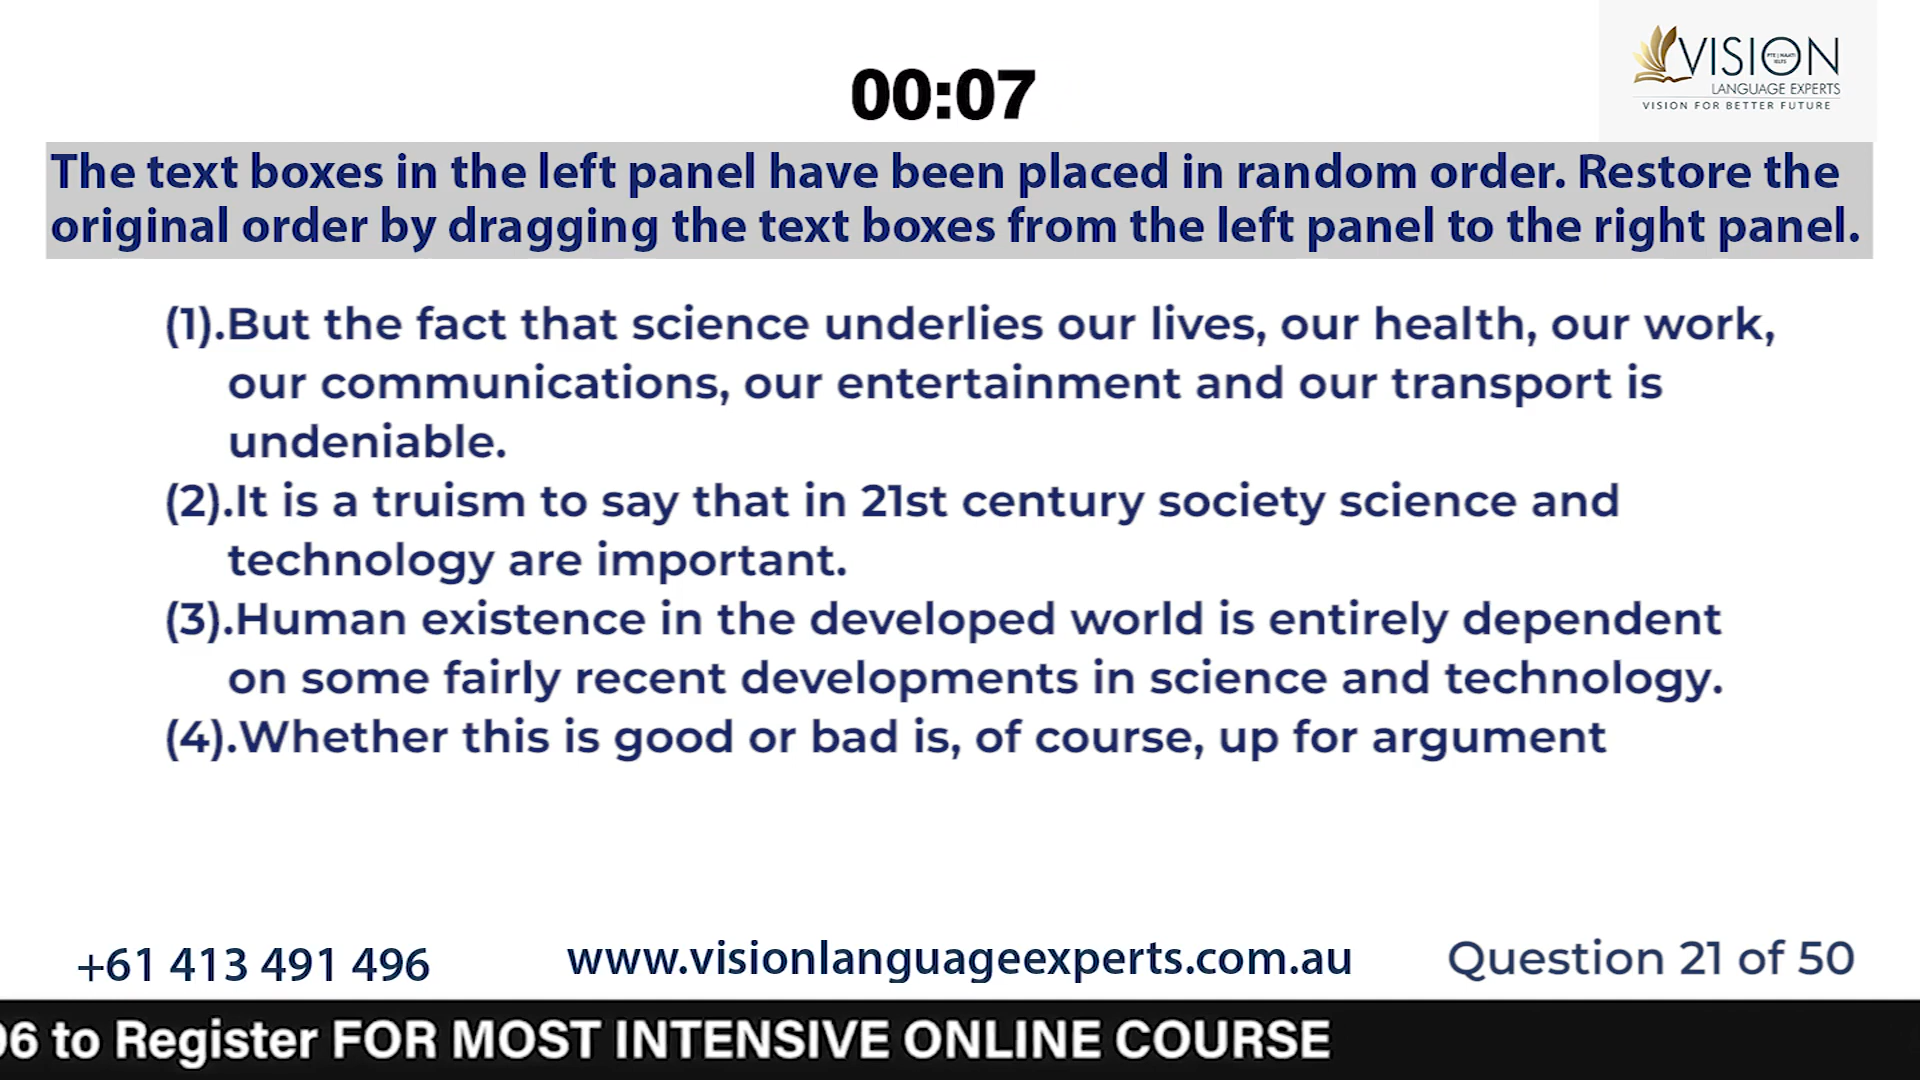 VISION
PTE | NAATI
IELTS
LANGUAGE EXPERTS
VISION FOR BETTER FUTURE
00:07
The text boxes in the left panel have been placed in random order. Restore the
original order by dragging the text boxes from the left panel to the right panel.
(1).But the fact that science underlies our lives, our health, our work,
our communications, our entertainment and our transport is
undeniable.
(2).It is a truism to say that in 21st century society science and
technology are important.
(3).Human existence in the developed world is entirely dependent
on some fairly recent developments in science and technology.
(4).Whether this is good or bad is, of course, up for argument
+61 413 491 496
www.visionlanguageexperts.com.au
Question 21 of 50
96 to Register FOR MOST INTENSIVE ONLINE COURSE